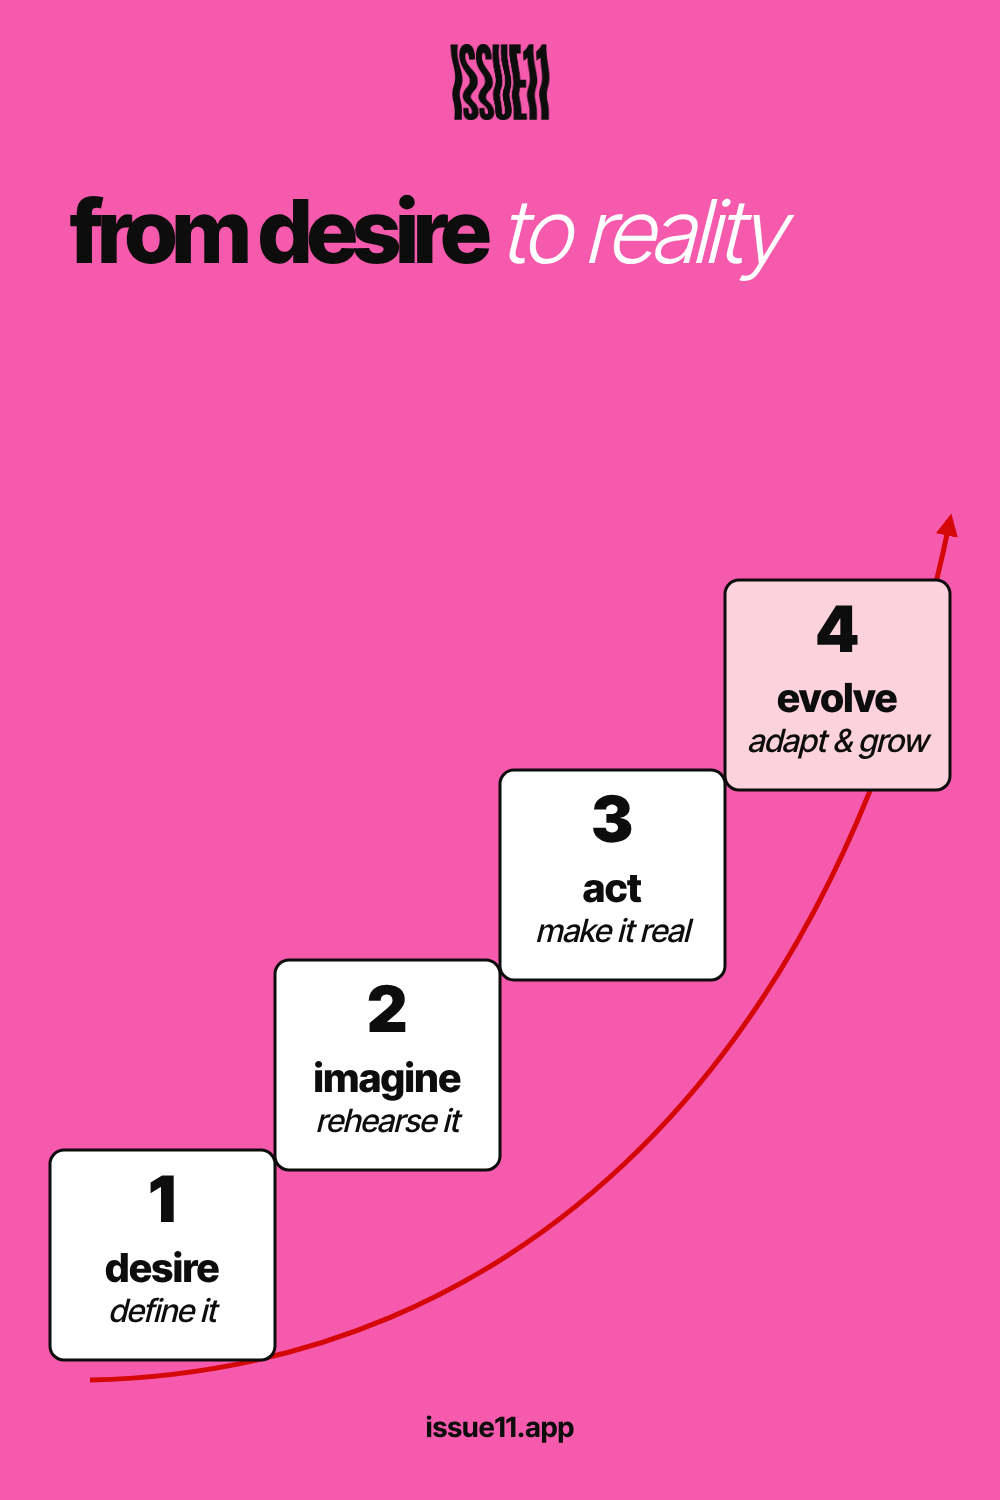 ISSUE11
from desire to reality
4
evolve
adapt & grow
3
act
make it real
2
imagine
rehearse it
1
desire
define it
issue11.app